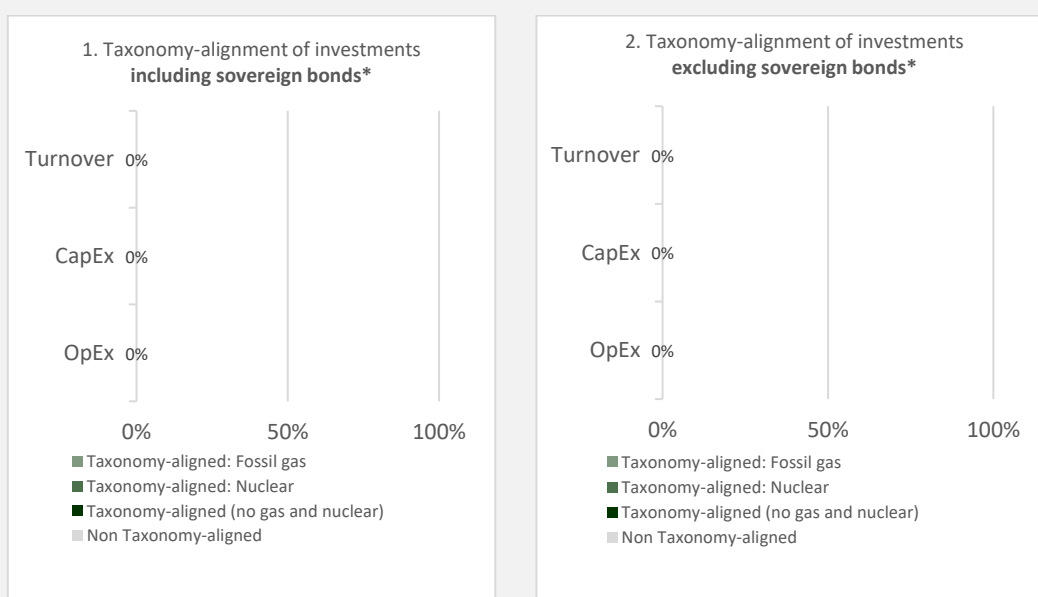 1. Taxonomy-alignment of investments
including sovereign bonds*
Turnover 0%
CapEx 0%
OpEx 0%
0% 50% 100%
Taxonomy-aligned: Fossil gas
Taxonomy-aligned: Nuclear
Taxonomy-aligned (no gas and nuclear)
Non Taxonomy-aligned
2. Taxonomy-alignment of investments
excluding sovereign bonds*
Turnover 0%
CapEx 0%
OpEx 0%
0% 50% 100%
Taxonomy-aligned: Fossil gas
Taxonomy-aligned: Nuclear
Taxonomy-aligned (no gas and nuclear)
Non Taxonomy-aligned